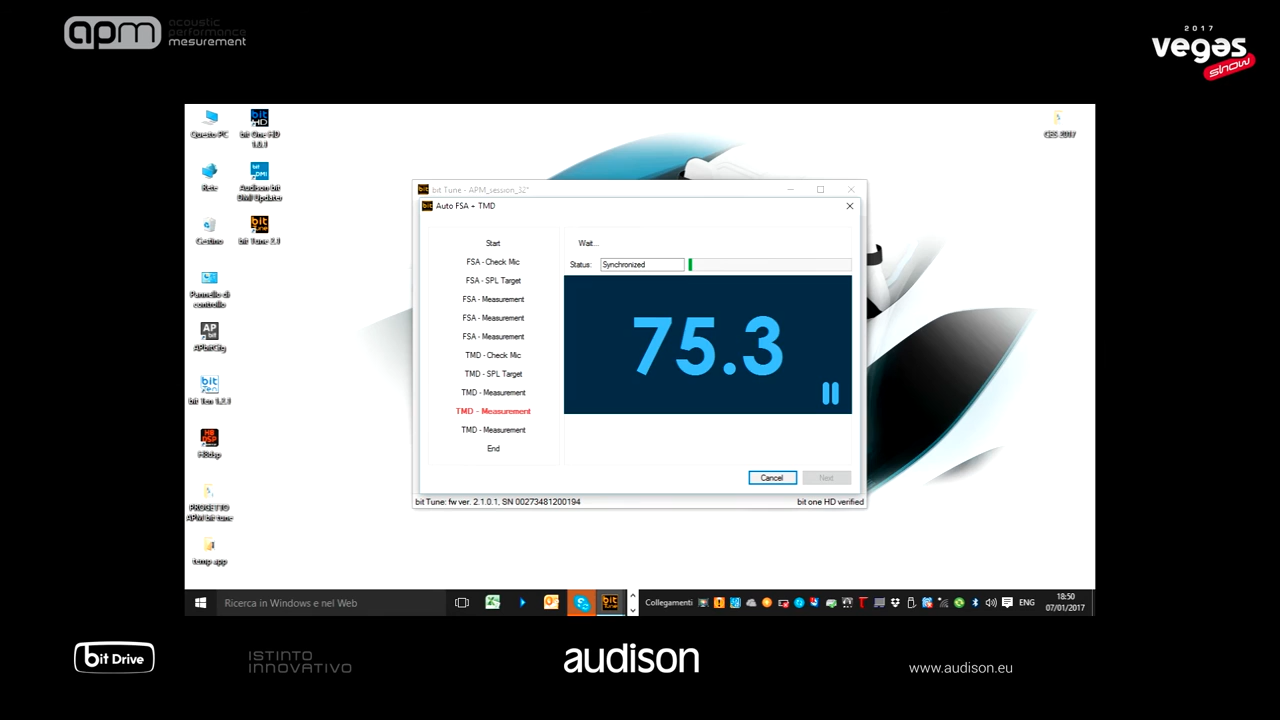 apm
acoustic
performance
mesurement
2017
vegas
show
Questo PC
bit One HD
1.0.1
Rete
Audison bit
DMI Updater
Cestino
bit Tune 2.1
Pannello di
controllo
APbitCity
bit Ten 1.2.1
H8dsp
PROGETTO
APM bit tune
temp app
CES 2017
bit Tune - APM_session_32*
Auto FSA + TMD
Start
FSA - Check Mic
FSA - SPL Target
FSA - Measurement
FSA - Measurement
FSA - Measurement
TMD - Check Mic
TMD - SPL Target
TMD - Measurement
TMD - Measurement
TMD - Measurement
End
Wait...
Status: Synchronized
75.3
Cancel
Next
bit Tune: fw ver. 2.1.0.1, SN 00273481200194
bit one HD verified
Ricerca in Windows e nel Web
Collegamenti
ENG
18:50
07/01/2017
bit Drive
ISTINTO
INNOVATIVO
audison
www.audison.eu